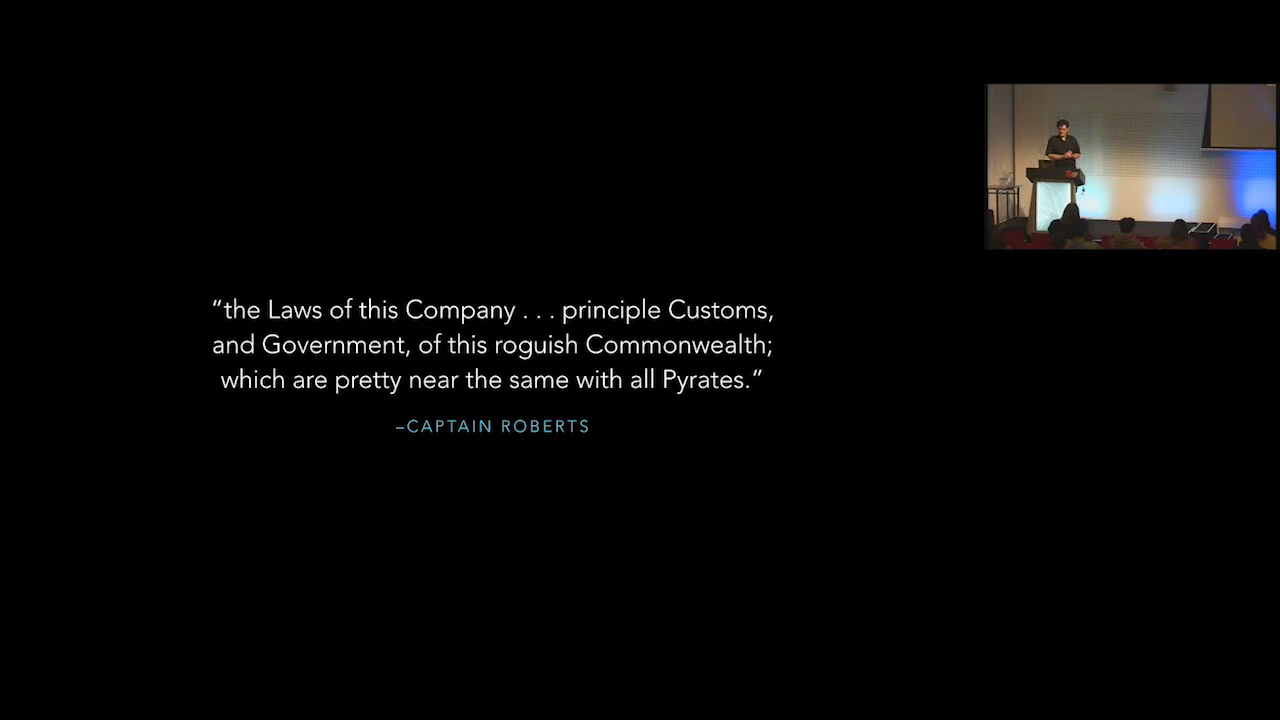 “the Laws of this Company . . . principle Customs,
and Government, of this roguish Commonwealth;
which are pretty near the same with all Pyrates.”
–CAPTAIN ROBERTS